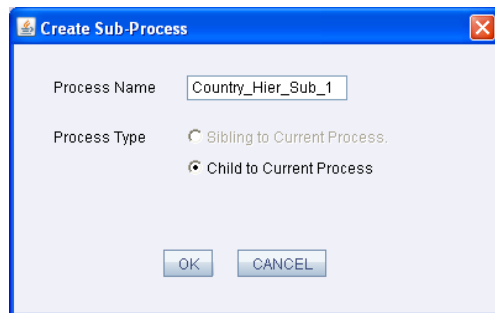 Create Sub-Process
Process Name Country_Hier_Sub_1
Process Type Sibling to Current Process.
Child to Current Process
OK CANCEL